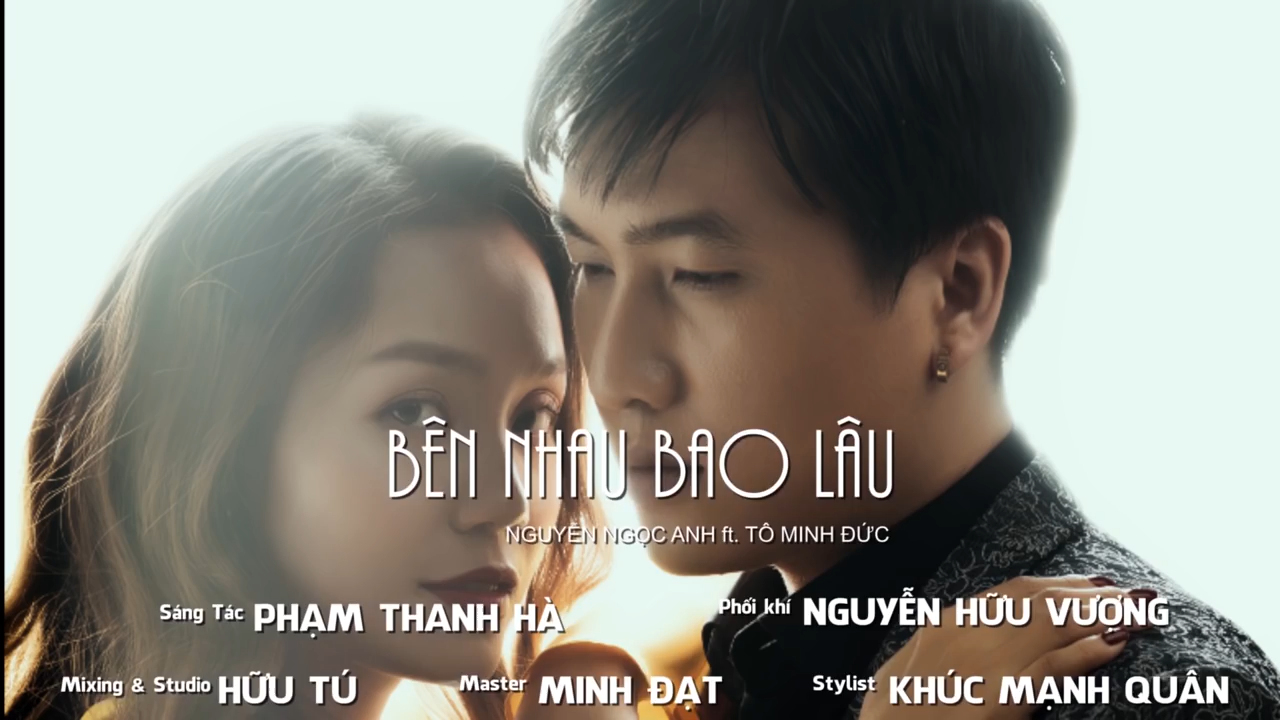 BÊN NHAU BAO LÂU
NGUYỄN NGỌC ANH ft. TÔ MINH ĐỨC
Sáng Tác PHẠM THANH HÀ
Phối khí NGUYỄN HỮU VƯỢNG
Mixing & Studio HỮU TÚ
Master MINH ĐẠT
Stylist KHÚC MẠNH QUÂN